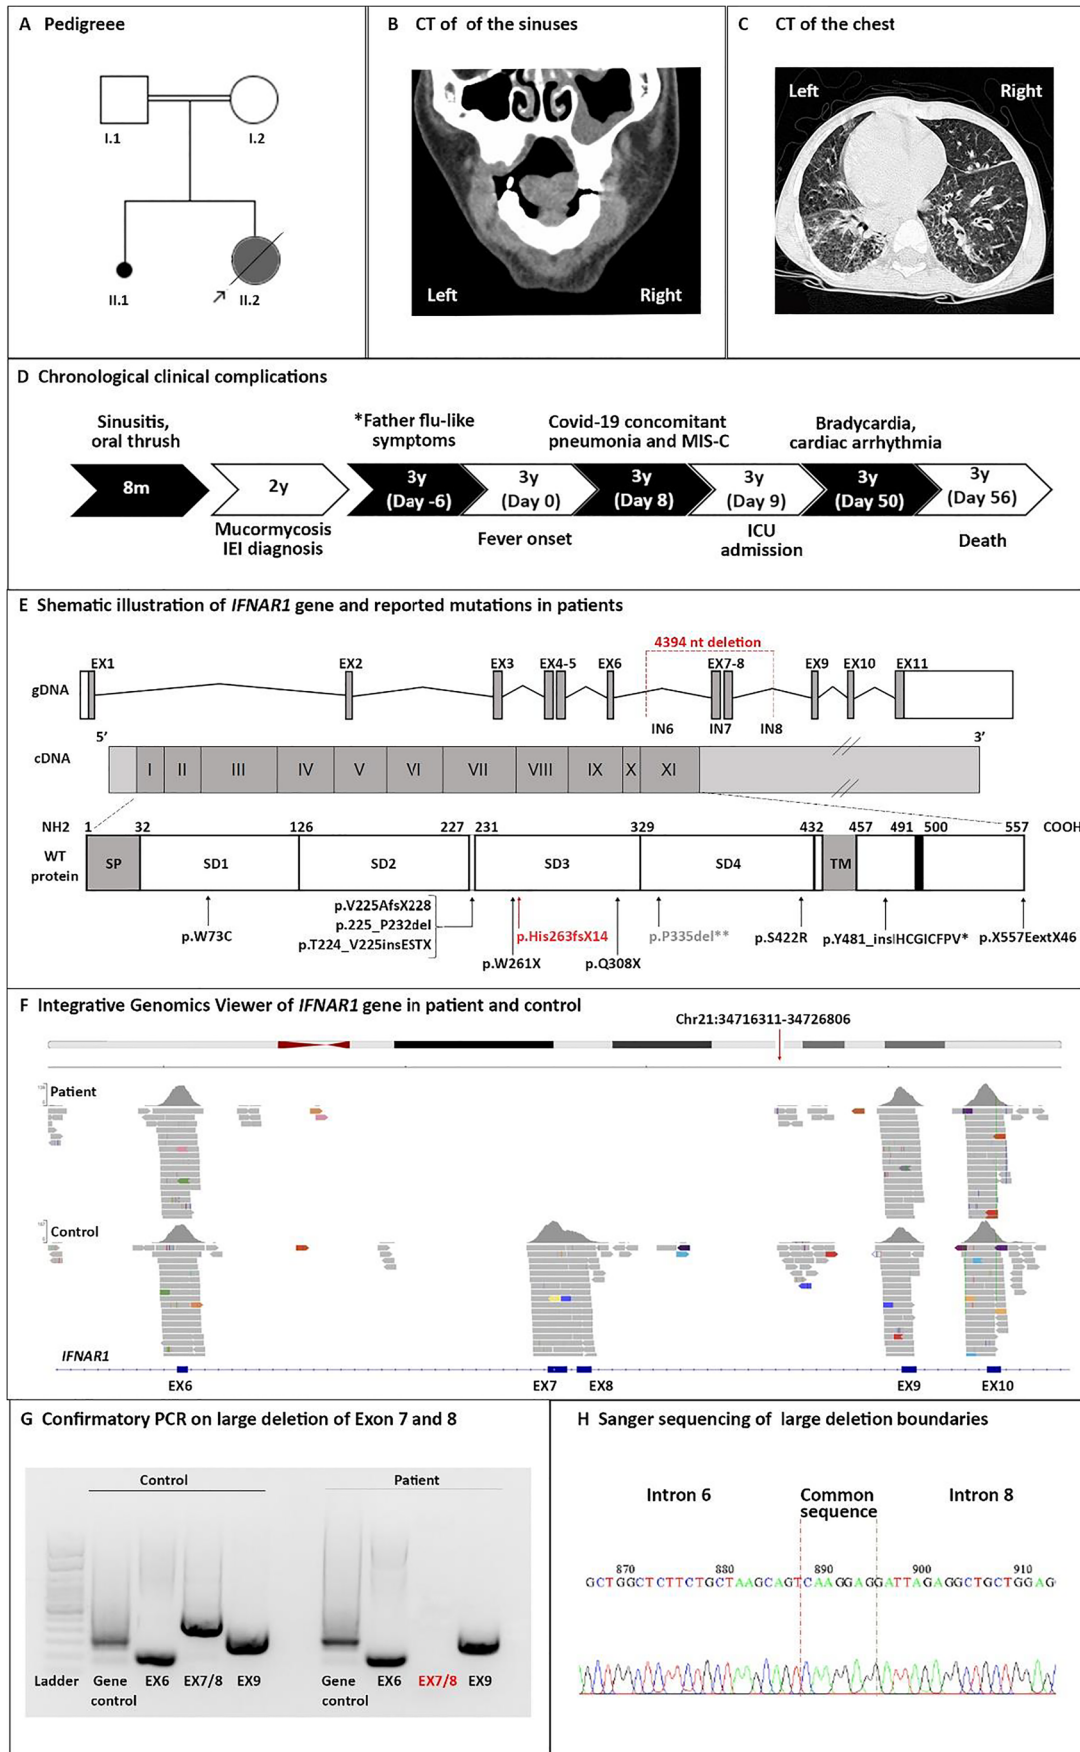 A Pedigreee
I.1
I.2
II.1
II.2
B CT of of the sinuses
Left
Right
C CT of the chest
Left
Right
D Chronological clinical complications
Sinusitis,
oral thrush
*Father flu-like
symptoms
Covid-19 concomitant
pneumonia and MIS-C
Bradycardia,
cardiac arrhythmia
8m
2y
3y
(Day -6)
3y
(Day 0)
3y
(Day 8)
3y
(Day 9)
3y
(Day 50)
3y
(Day 56)
Mucormycosis
IEI diagnosis
Fever onset
ICU
admission
Death
E Shematic illustration of IFNAR1 gene and reported mutations in patients
4394 nt deletion
EX1
EX2
EX3
EX4-5
EX6
EX7-8
EX9
EX10
EX11
gDNA
IN6
IN7
IN8
5’
3’
cDNA
I
II
III
IV
V
VI
VII
VIII
IX
X
XI
NH2
1
32
126
227
231
329
432
457
491
500
557
COOH
WT
protein
SP
SD1
SD2
SD3
SD4
TM
p.W73C
p.V225AfsX228
p.225_P232del
p.T224_V225insESTX
p.His263fsX14
p.W261X
p.Q308X
p.P335del**
p.S422R
p.Y481_insIHCGICFPV*
p.X557EextX46
F Integrative Genomics Viewer of IFNAR1 gene in patient and control
Chr21:34716311-34726806
Patient
Control
IFNAR1
EX6
EX7
EX8
EX9
EX10
G Confirmatory PCR on large deletion of Exon 7 and 8
Control
Patient
Ladder
Gene
control
EX6
EX7/8
EX9
Gene
control
EX6
EX7/8
EX9
H Sanger sequencing of large deletion boundaries
Intron 6
Common
sequence
Intron 8
870
880
890
900
910
GCTGGCTCTTCTGCTAAGCAGTCAAGGAGGATTAGAGGCTGCTGGAG